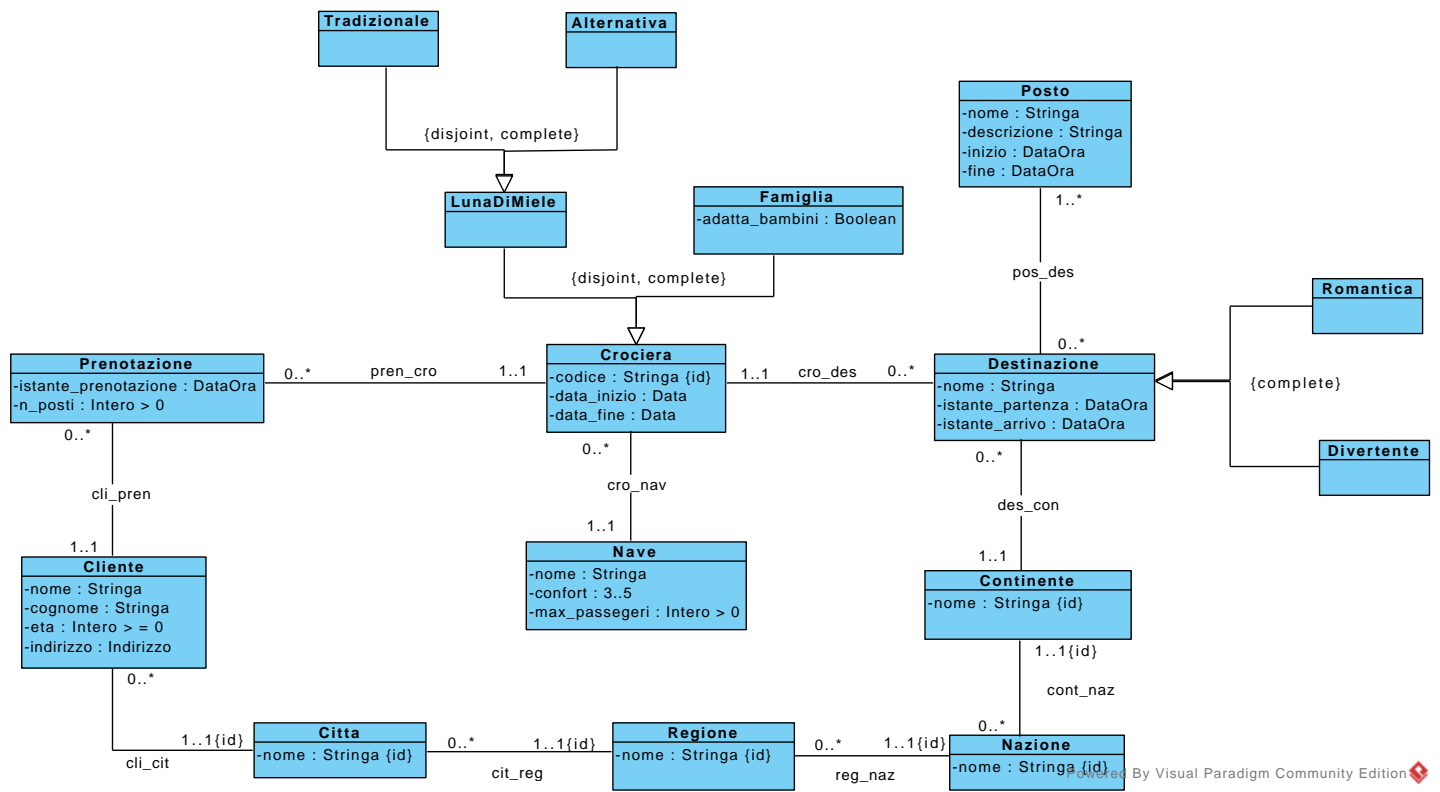 Tradizionale
Alternativa
{disjoint, complete}
LunaDiMiele
Famiglia
-adatta_bambini : Boolean
{disjoint, complete}
Posto
-nome : Stringa
-descrizione : Stringa
-inizio : DataOra
-fine : DataOra
1..*
pos_des
0..*
Romantica
{complete}
Divertente
Prenotazione
-istante_prenotazione : DataOra
-n_posti : Intero > 0
0..*
pren_cro
1..1
Crociera
-codice : Stringa {id}
-data_inizio : Data
-data_fine : Data
1..1
cro_des
0..*
Destinazione
-nome : Stringa
-istante_partenza : DataOra
-istante_arrivo : DataOra
0..*
cli_pren
1..1
0..*
cro_nav
1..1
0..*
des_con
1..1
Cliente
-nome : Stringa
-cognome : Stringa
-eta : Intero > = 0
-indirizzo : Indirizzo
Nave
-nome : Stringa
-confort : 3..5
-max_passegeri : Intero > 0
Continente
-nome : Stringa {id}
1..1{id}
cont_naz
0..*
0..*
cli_cit
1..1{id}
Citta
-nome : Stringa {id}
0..*
cit_reg
1..1{id}
Regione
-nome : Stringa {id}
0..*
reg_naz
1..1{id}
Nazione
-nome : Stringa {id}
Powered By Visual Paradigm Community Edition